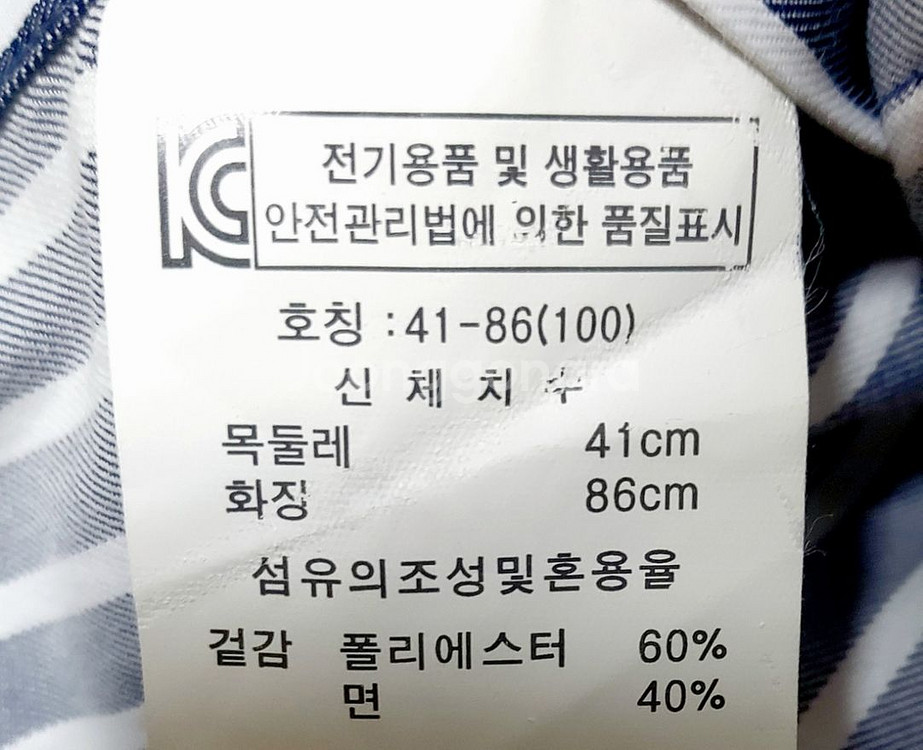 전기용품 및 생활용품
안전관리법에 의한 품질표시
호칭 : 41-86(100)
신 체 치 수
목둘레 41cm
화장 86cm
섬유의조성및혼용율
겉감 폴리에스터 60%
면 40%